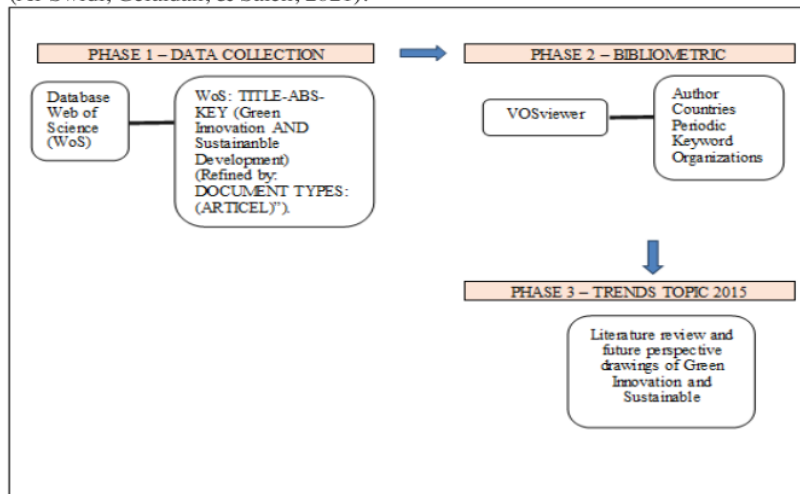 PHASE 1 – DATA COLLECTION
Database
Web of
Science
(WoS)
WoS: TITLE-ABS-
KEY (Green
Innovation AND
Sustainanble
Development)
(Refined by:
DOCUMENT TYPES:
(ARTICEL)”).
PHASE 2 – BIBLIOMETRIC
VOSviewer
Author
Countries
Periodic
Keyword
Organizations
PHASE 3 – TRENDS TOPIC 2015
Literature review and
future perspective
drawings of Green
Innovation and
Sustainable